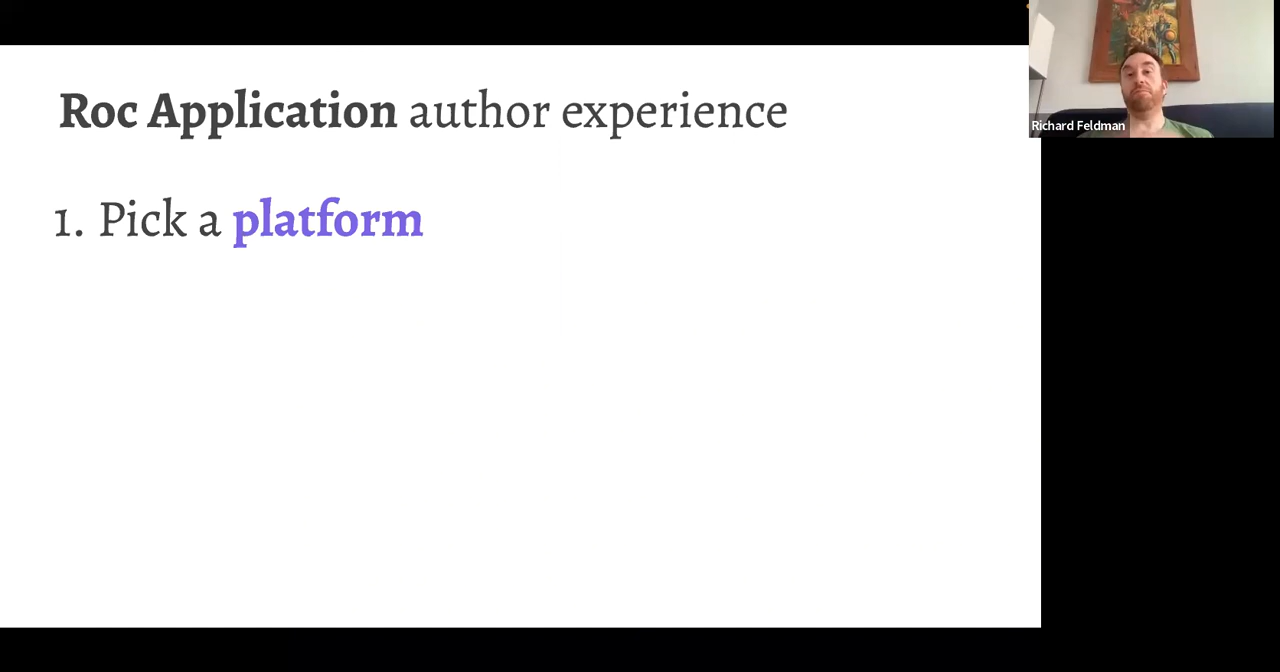 Roc Application author experience
1. Pick a platform
Richard Feldman